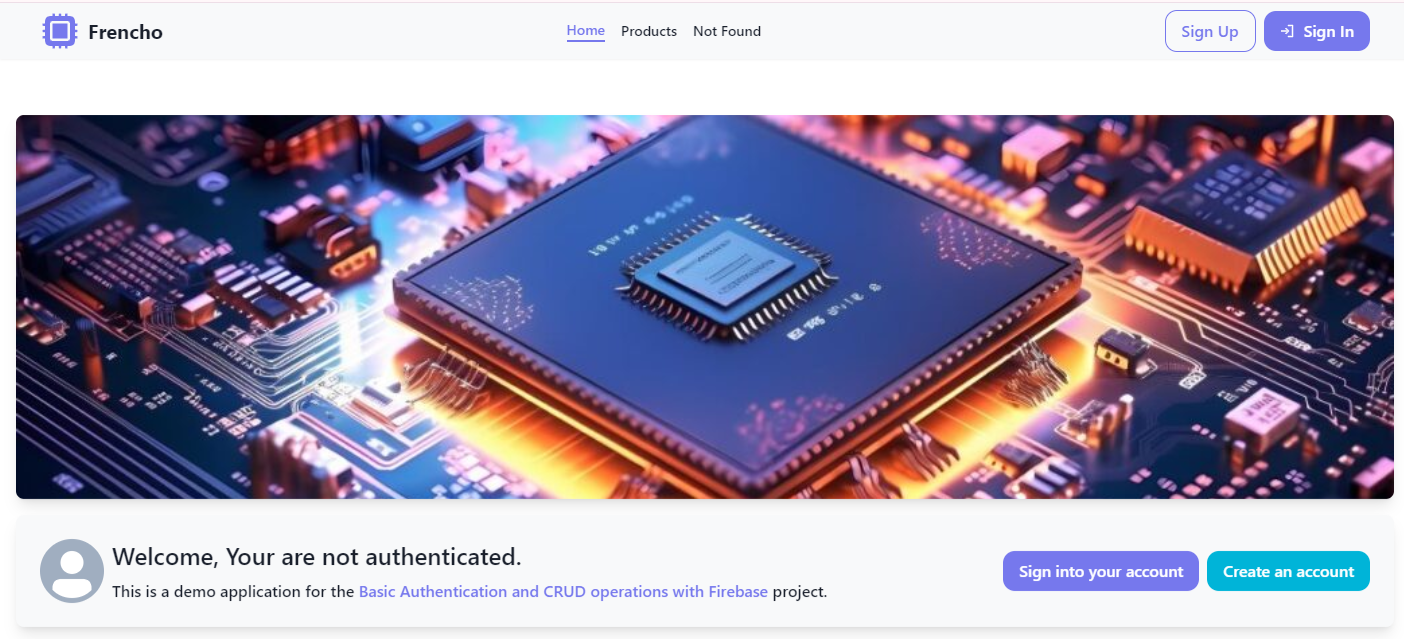 Frencho
Home
Products
Not Found
Sign Up
Sign In
Welcome, Your are not authenticated.
This is a demo application for the Basic Authentication and CRUD operations with Firebase project.
Sign into your account
Create an account